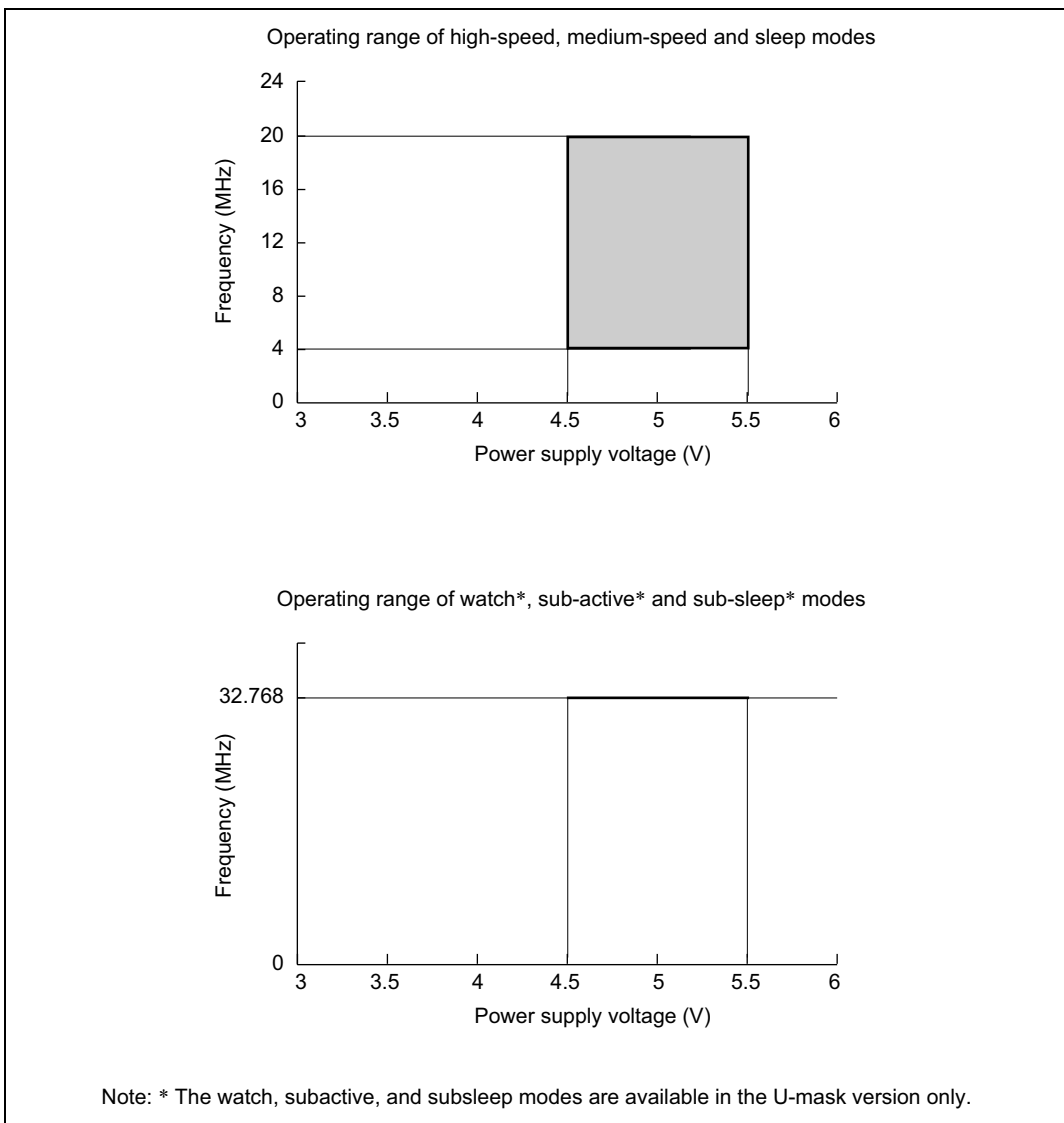 Operating range of high-speed, medium-speed and sleep modes
24
20
16
12
8
4
0
Frequency (MHz)
3 3.5 4 4.5 5 5.5 6
Power supply voltage (V)
Operating range of watch*, sub-active* and sub-sleep* modes
32.768
0
Frequency (MHz)
3 3.5 4 4.5 5 5.5 6
Power supply voltage (V)
Note: * The watch, subactive, and subsleep modes are available in the U-mask version only.